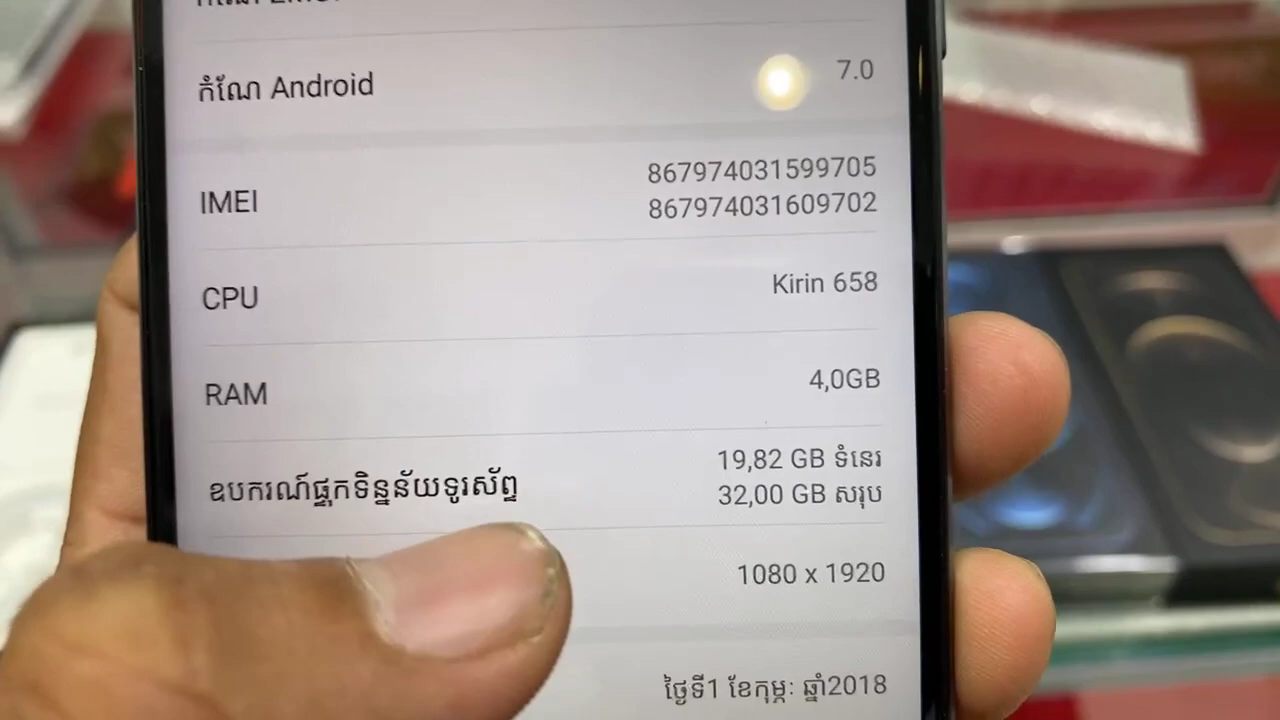 កំណែ Android
7.0
IMEI
867974031599705
867974031609702
CPU
Kirin 658
RAM
4,0GB
ឧបករណ៍ផ្ទុកទិន្នន័យទូរស័ព្ទ
19,82 GB ទំនេរ
32,00 GB សរុប
1080 x 1920
ថ្ងៃទី1 ខែកុម្ភៈ ឆ្នាំ2018